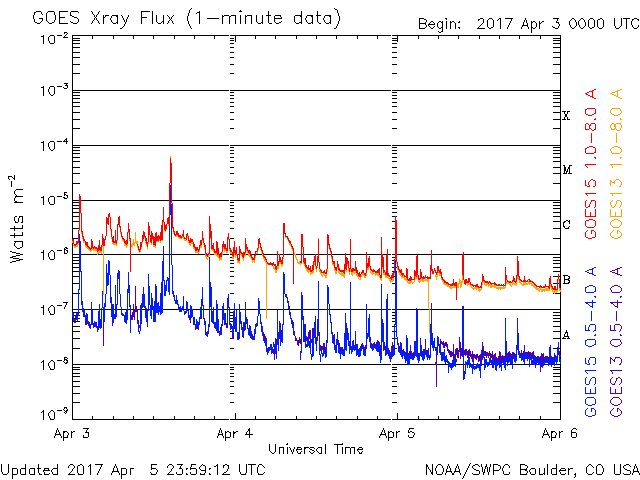 GOES Xray Flux (1-minute data)
Begin: 2017 Apr 3 0000 UTC
10-2
10-3
10-4
10-5
10-6
10-7
10-8
10-9
Watts m-2
X
M
C
B
A
GOES15 0.5-4.0 A GOES15 1.0-8.0 A
GOES13 0.5-4.0 A GOES13 1.0-8.0 A
Apr 3 Apr 4 Apr 5 Apr 6
Universal Time
Updated 2017 Apr 5 23:59:12 UTC NOAA/SWPC Boulder, CO USA